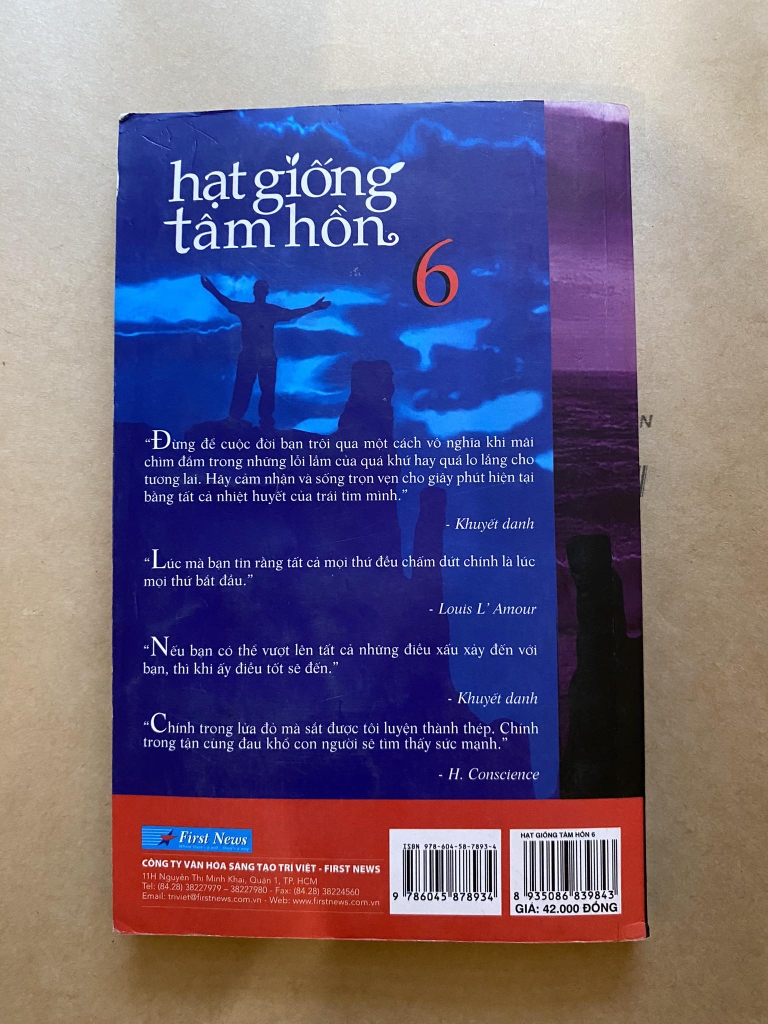 hạt giống
tâm hồn
6
“Đừng để cuộc đời bạn trôi qua một cách vô nghĩa khi mãi
chìm đắm trong những lỗi lầm của quá khứ hay quá lo lắng cho
tương lai. Hãy cảm nhận và sống trọn vẹn cho giây phút hiện tại
bằng tất cả nhiệt huyết của trái tim mình.”
- Khuyết danh
“Lúc mà bạn tin rằng tất cả mọi thứ đều chấm dứt chính là lúc
mọi thứ bắt đầu.”
- Louis L’ Amour
“Nếu bạn có thể vượt lên tất cả những điều xấu xảy đến với
bạn, thì khi ấy điều tốt sẽ đến.”
- Khuyết danh
“Chính trong lửa đỏ mà sắt được tôi luyện thành thép. Chính
trong tận cùng đau khổ con người sẽ tìm thấy sức mạnh.”
- H. Conscience
First News
CÔNG TY VĂN HÓA SÁNG TẠO TRÍ VIỆT - FIRST NEWS
11H Nguyễn Thị Minh Khai, Quận 1, TP. HCM
Tel: (84.28) 38227979 – 38227980 - Fax: (84.28) 38224560
Email: tnviet@firstnews.com.vn - Web: www.firstnews.com.vn
ISBN 978-604-58-7893-4
9 786045 878934
HẠT GIỐNG TÂM HỒN 6
8 935086 839843
GIÁ: 42.000 ĐỒNG